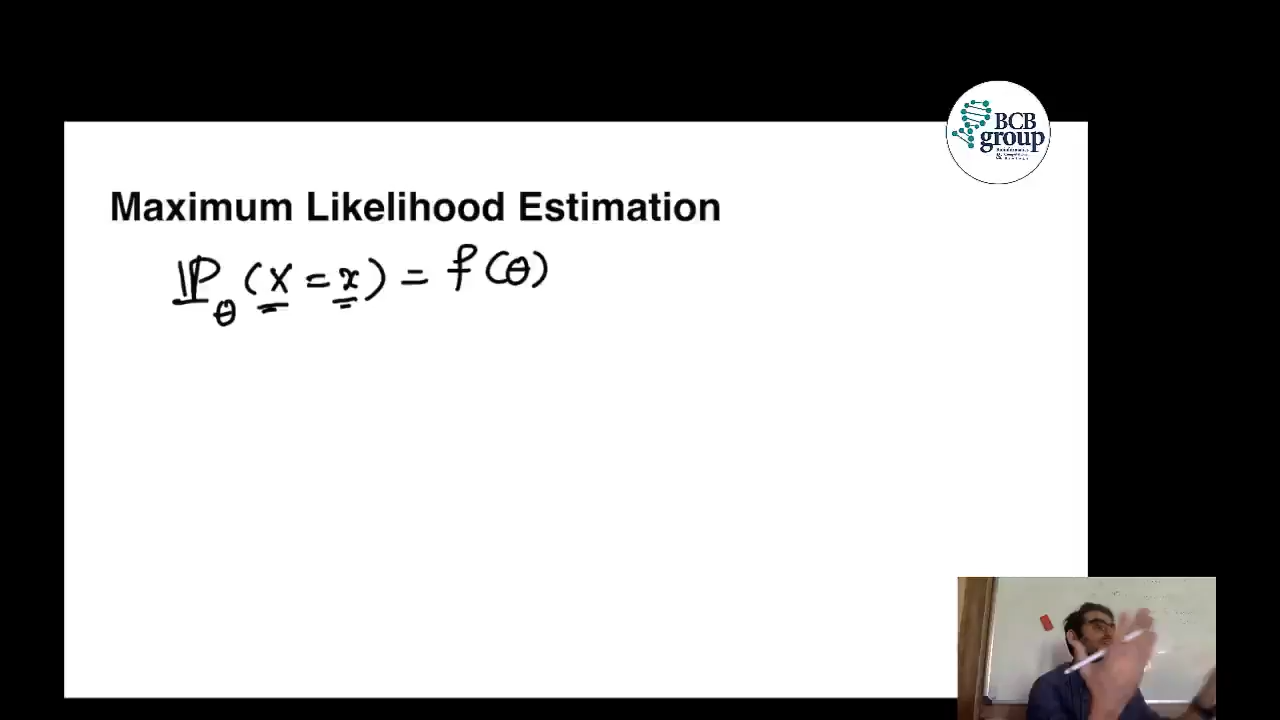 BCB
group
Maximum Likelihood Estimation
ℙ_θ (X = x) = f(θ)